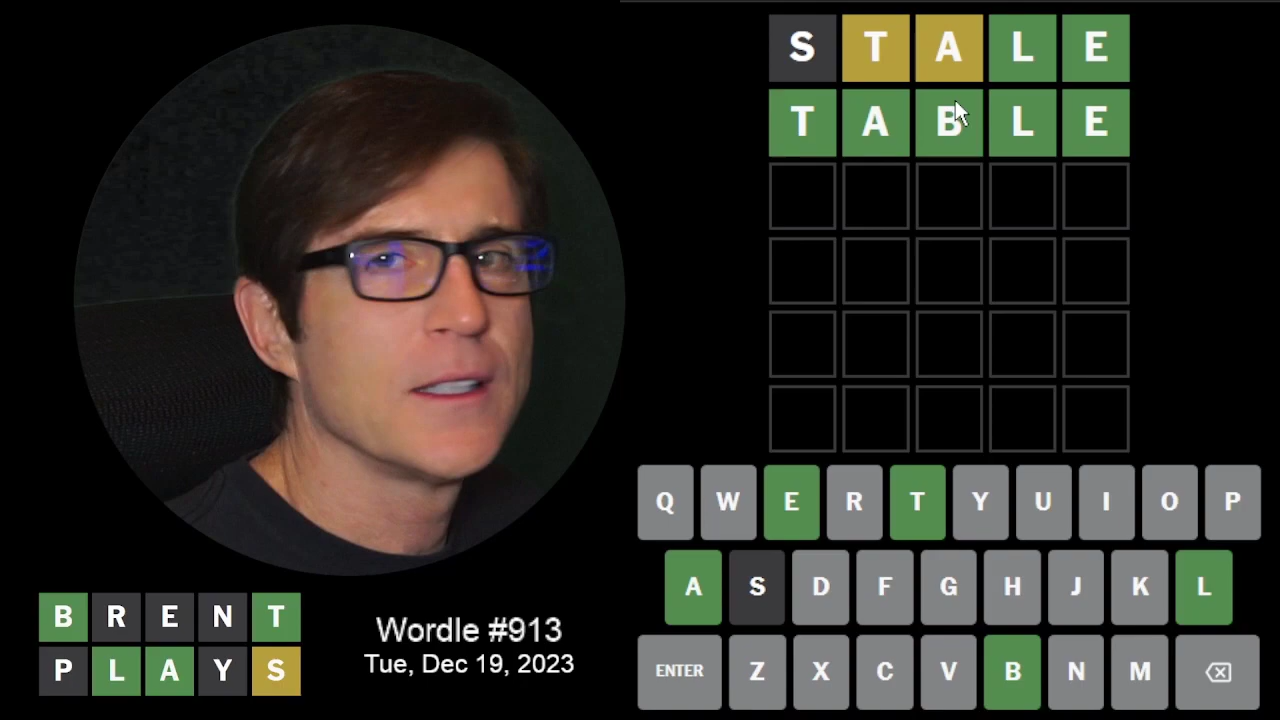 STALE
TABLE
QWERTYUIOP
ASDFGHJKL
ENTER ZXCVBNM
BRENT
PLAYS
Wordle #913
Tue, Dec 19, 2023